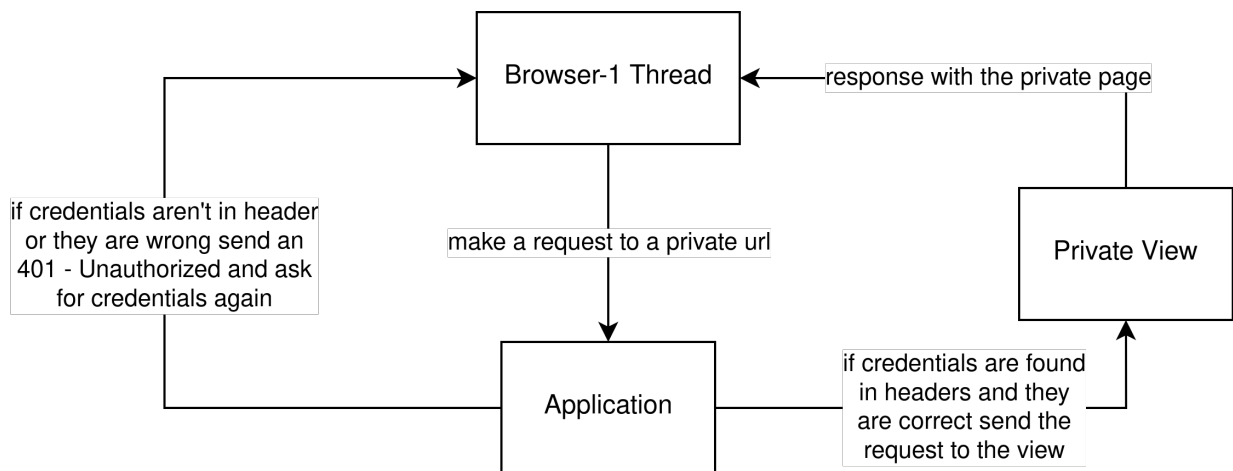 Browser-1 Thread
response with the private page
if credentials aren't in header
or they are wrong send an
401 - Unauthorized and ask
for credentials again
make a request to a private url
Private View
Application
if credentials are found
in headers and they
are correct send the
request to the view